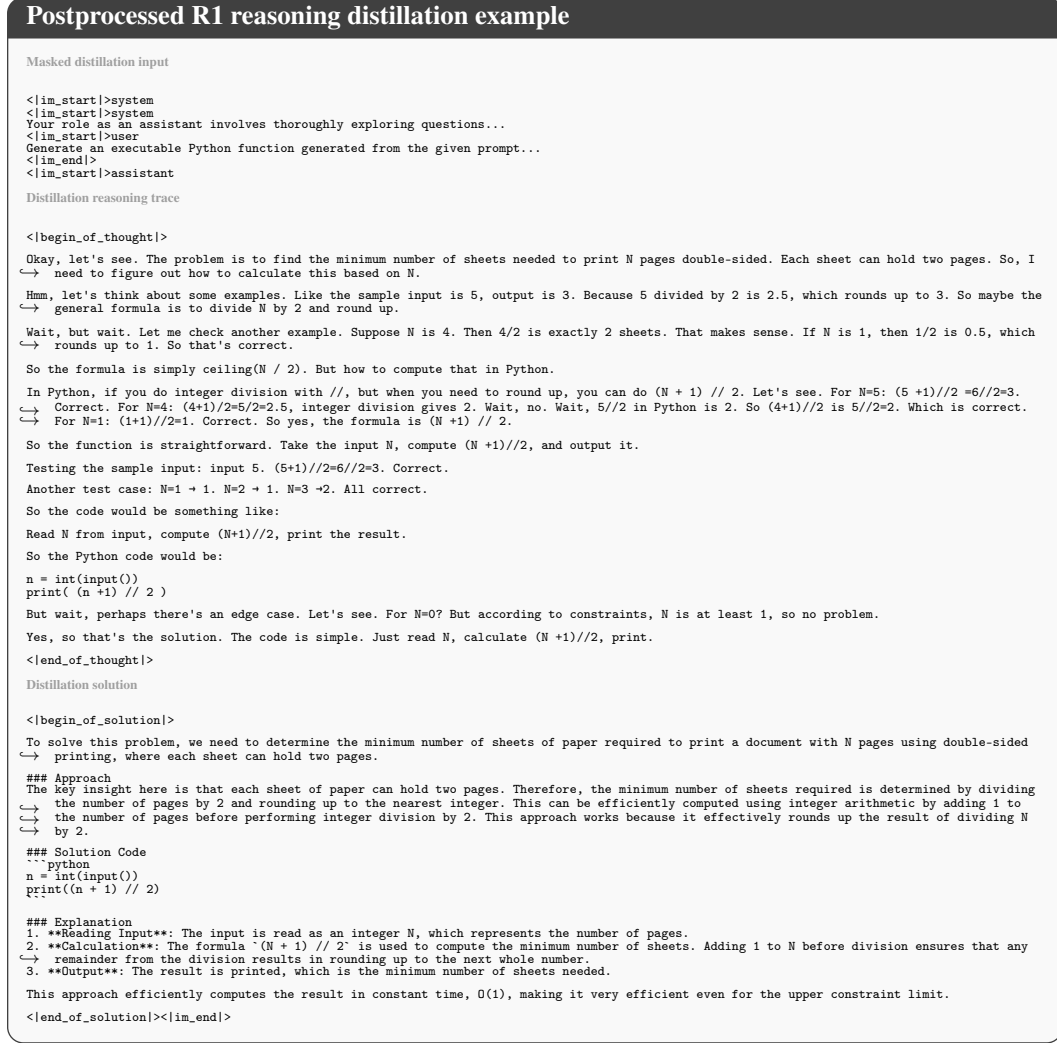 Postprocessed R1 reasoning distillation example
Masked distillation input
<|im_start|>system
<|im_start|>system
Your role as an assistant involves thoroughly exploring questions...
<|im_start|>user
Generate an executable Python function generated from the given prompt...
<|im_end|>
<|im_start|>assistant
Distillation reasoning trace
<|begin_of_thought|>
Okay, let's see. The problem is to find the minimum number of sheets needed to print N pages double-sided. Each sheet can hold two pages. So, I
↪ need to figure out how to calculate this based on N.
Hmm, let's think about some examples. Like the sample input is 5, output is 3. Because 5 divided by 2 is 2.5, which rounds up to 3. So maybe the
↪ general formula is to divide N by 2 and round up.
Wait, but wait. Let me check another example. Suppose N is 4. Then 4/2 is exactly 2 sheets. That makes sense. If N is 1, then 1/2 is 0.5, which
↪ rounds up to 1. So that's correct.
So the formula is simply ceiling(N / 2). But how to compute that in Python.
In Python, if you do integer division with //, but when you need to round up, you can do (N + 1) // 2. Let's see. For N=5: (5 +1)//2 =6//2=3.
↪ Correct. For N=4: (4+1)/2=5/2=2.5, integer division gives 2. Wait, no. Wait, 5//2 in Python is 2. So (4+1)//2 is 5//2=2. Which is correct.
↪ For N=1: (1+1)//2=1. Correct. So yes, the formula is (N +1) // 2.
So the function is straightforward. Take the input N, compute (N +1)//2, and output it.
Testing the sample input: input 5. (5+1)//2=6//2=3. Correct.
Another test case: N=1 → 1. N=2 → 1. N=3 →2. All correct.
So the code would be something like:
Read N from input, compute (N+1)//2, print the result.
So the Python code would be:
n = int(input())
print( (n +1) // 2 )
But wait, perhaps there's an edge case. Let's see. For N=0? But according to constraints, N is at least 1, so no problem.
Yes, so that's the solution. The code is simple. Just read N, calculate (N +1)//2, print.
<|end_of_thought|>
Distillation solution
<|begin_of_solution|>
To solve this problem, we need to determine the minimum number of sheets of paper required to print a document with N pages using double-sided
↪ printing, where each sheet can hold two pages.
### Approach
The key insight here is that each sheet of paper can hold two pages. Therefore, the minimum number of sheets required is determined by dividing
↪ the number of pages by 2 and rounding up to the nearest integer. This can be efficiently computed using integer arithmetic by adding 1 to
↪ the number of pages before performing integer division by 2. This approach works because it effectively rounds up the result of dividing N
↪ by 2.
### Solution Code
```python
n = int(input())
print((n + 1) // 2)
```
### Explanation
1. **Reading Input**: The input is read as an integer N, which represents the number of pages.
2. **Calculation**: The formula `(N + 1) // 2` is used to compute the minimum number of sheets. Adding 1 to N before division ensures that any
↪ remainder from the division results in rounding up to the next whole number.
3. **Output**: The result is printed, which is the minimum number of sheets needed.
This approach efficiently computes the result in constant time, O(1), making it very efficient even for the upper constraint limit.
<|end_of_solution|><|im_end|>